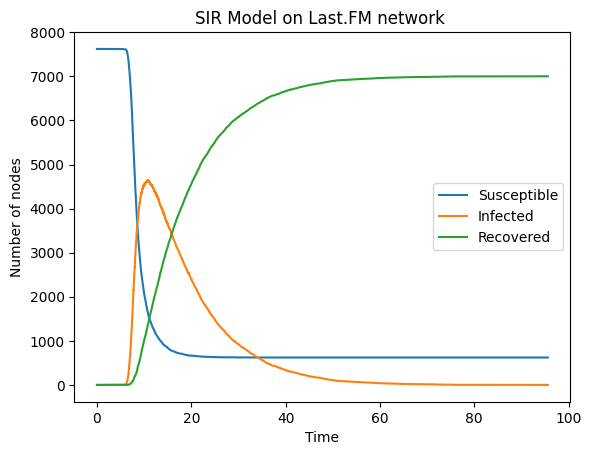 SIR Model on Last.FM network
Number of nodes
8000
7000
6000
5000
4000
3000
2000
1000
0
Susceptible
Infected
Recovered
0 20 40 60 80 100
Time